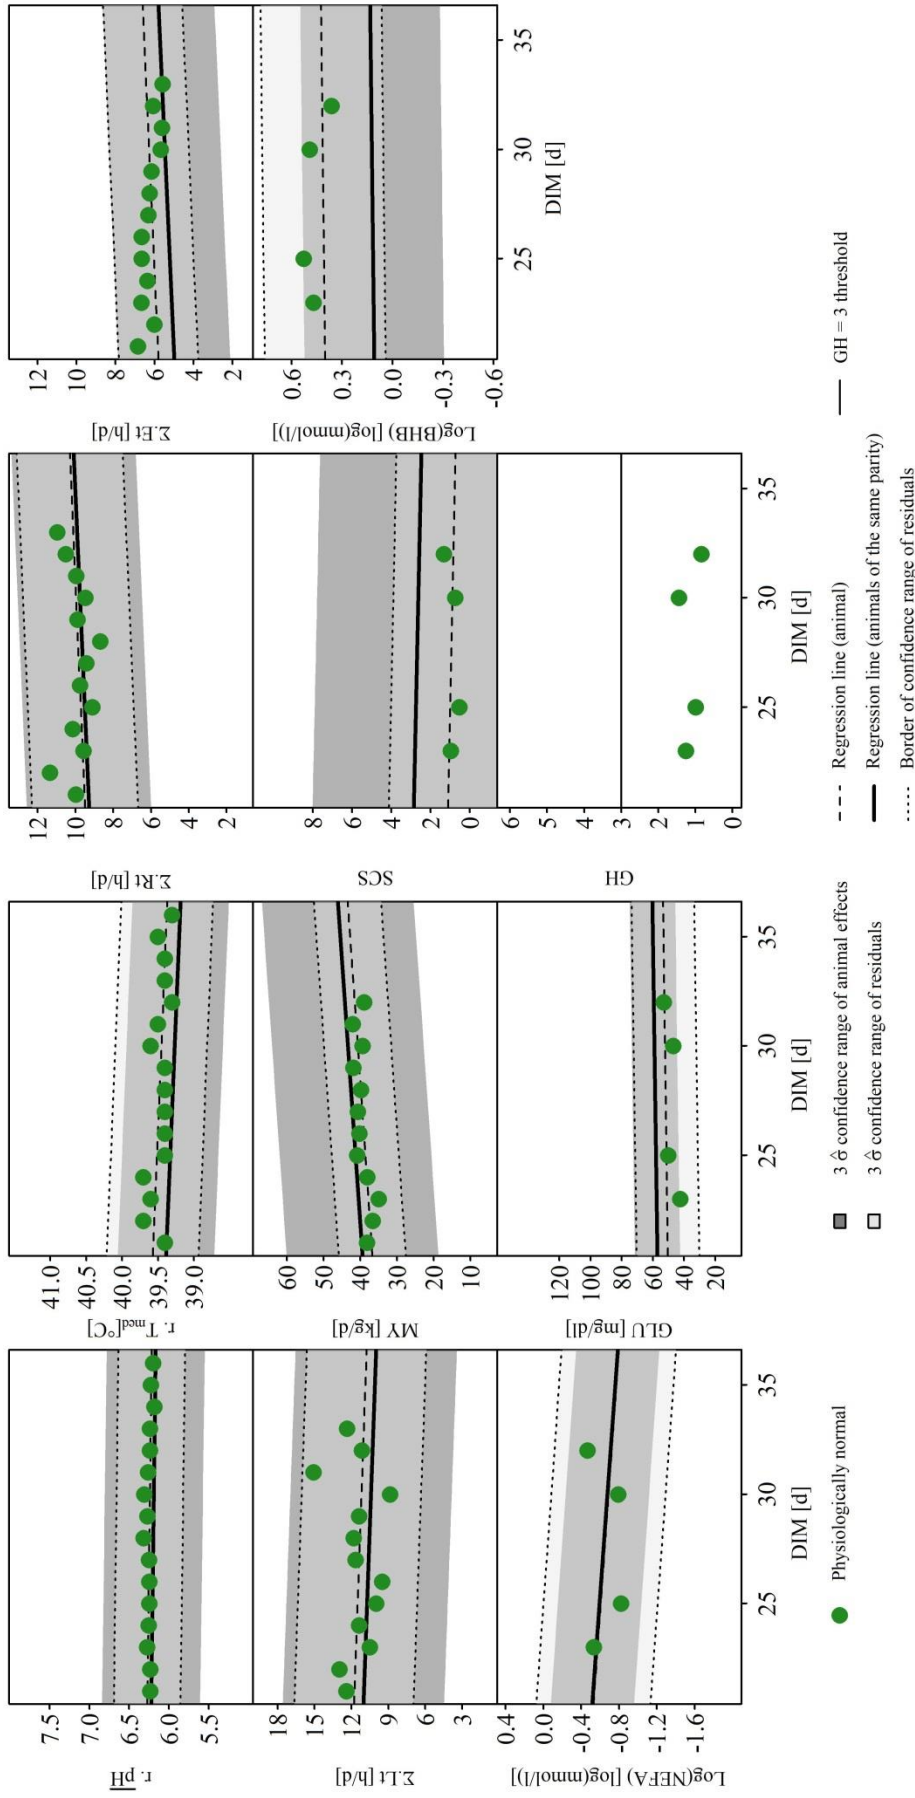 r. pH
7.5
7.0
6.5
6.0
5.5
r. T med[°C]
41.0
40.5
40.0
39.5
39.0
Σ.Rt [h/d]
12
10
8
6
4
2
Σ.Et [h/d]
12
10
8
6
4
2
Σ.Lt [h/d]
18
15
12
9
6
3
MY [kg/d]
60
50
40
30
20
10
SCS
8
6
4
2
0
Log(BHB) [log(mmol/l)]
0.6
0.3
0.0
-0.3
-0.6
25 30 35
DIM [d]
Log(NEFA) [log(mmol/l)]
0.4
0.0
-0.4
-0.8
-1.2
-1.6
25 30 35
DIM [d]
GLU [mg/dl]
120
100
80
60
40
20
25 30 35
DIM [d]
GH
6
5
4
3
2
1
0
25 30 35
DIM [d]
Physiologically normal
3 σ̂ confidence range of animal effects
3 σ̂ confidence range of residuals
Regression line (animal)
Regression line (animals of the same parity)
Border of confidence range of residuals
GH = 3 threshold